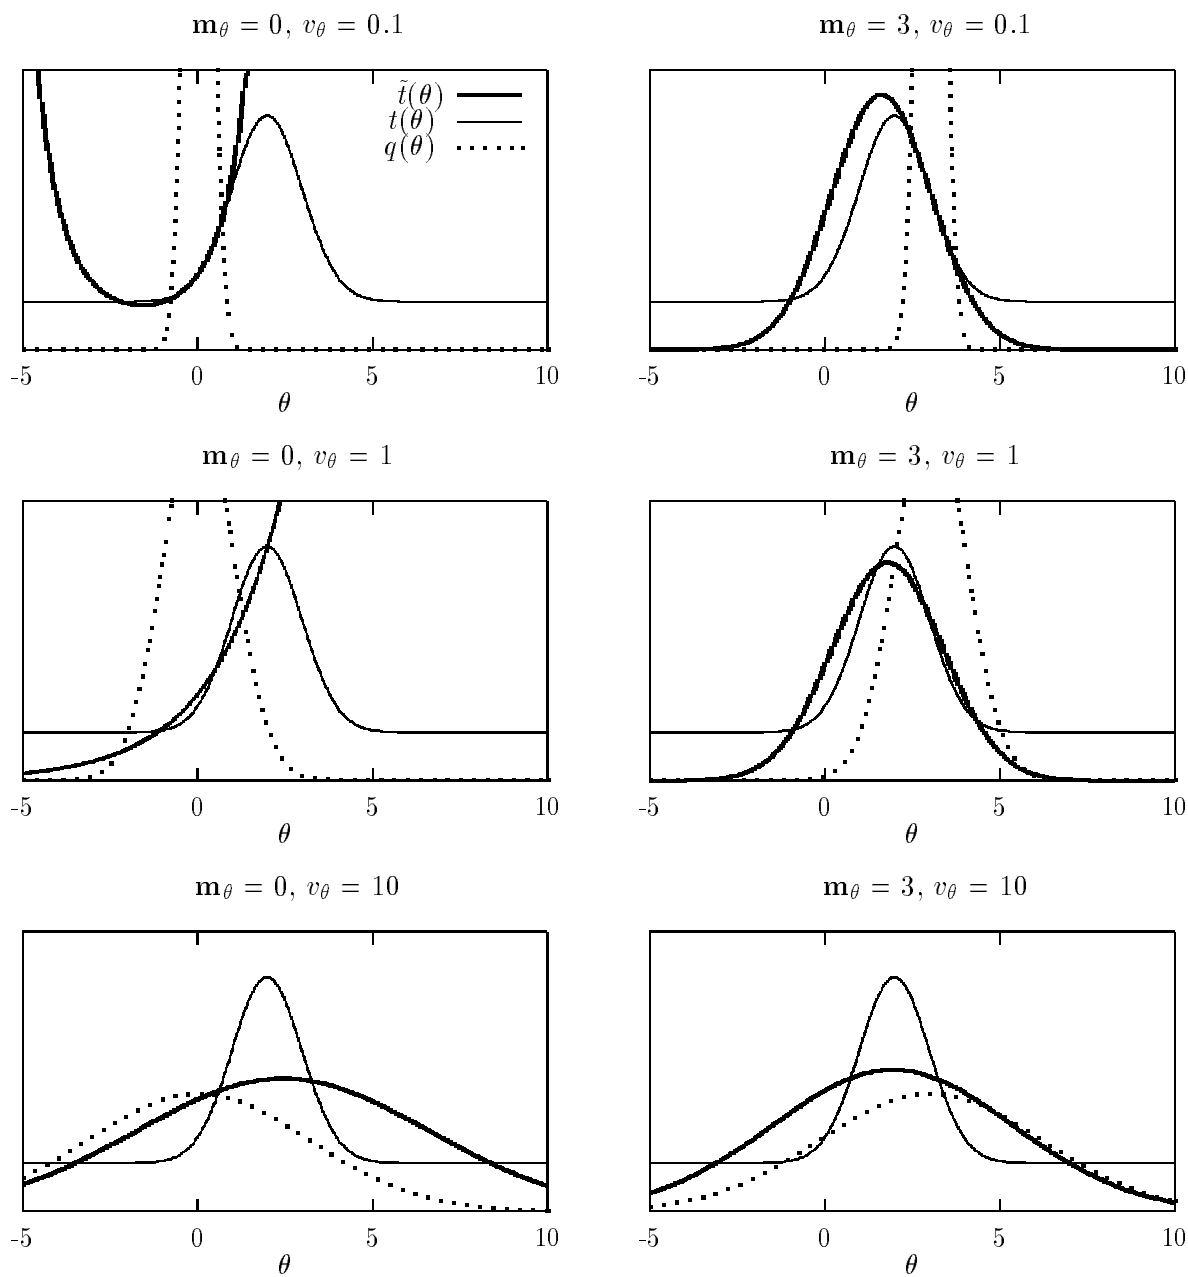 m_θ = 0, v_θ = 0.1
t̃(θ)
t(θ)
q(θ)
-5 0 5 10
θ
m_θ = 3, v_θ = 0.1
-5 0 5 10
θ
m_θ = 0, v_θ = 1
-5 0 5 10
θ
m_θ = 3, v_θ = 1
-5 0 5 10
θ
m_θ = 0, v_θ = 10
-5 0 5 10
θ
m_θ = 3, v_θ = 10
-5 0 5 10
θ